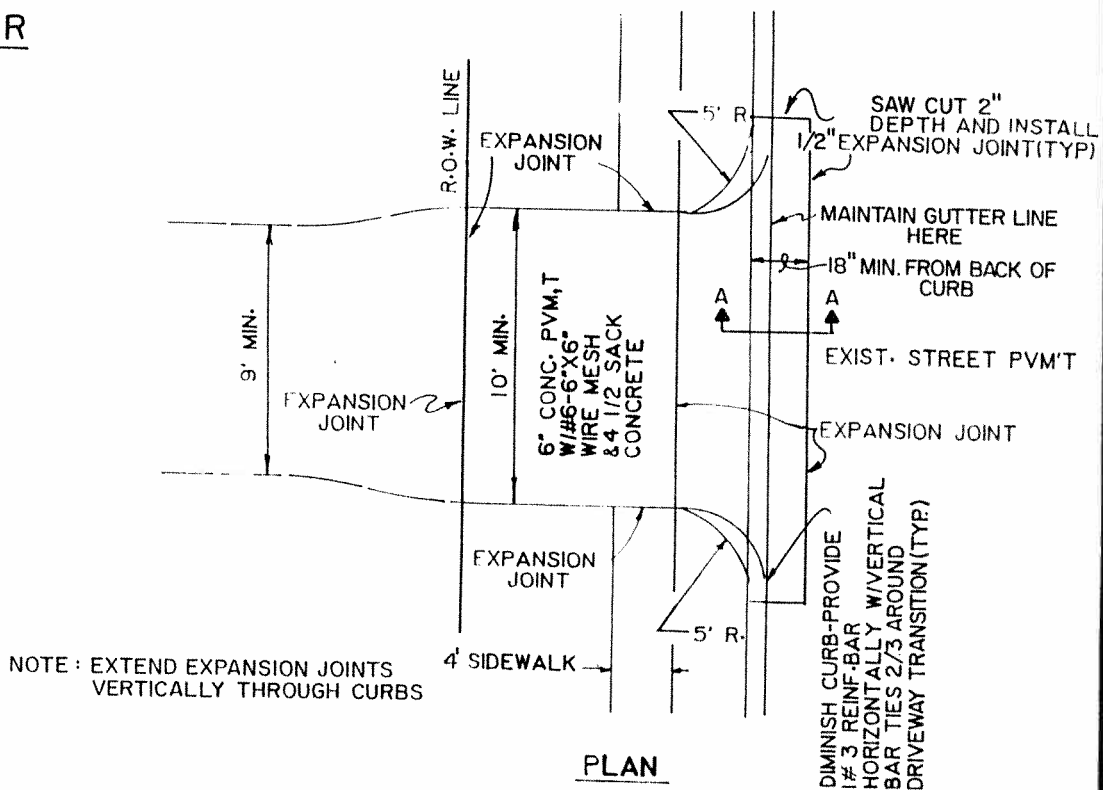 R
R.O.W. LINE
EXPANSION
JOINT
5' R
SAW CUT 2"
DEPTH AND INSTALL
1/2" EXPANSION JOINT(TYP)
MAINTAIN GUTTER LINE
HERE
18" MIN. FROM BACK OF
CURB
A A
EXIST. STREET PVM'T
9' MIN.
10' MIN.
6" CONC. PVM,T
W/#6-6"X6"
WIRE MESH
&4 1/2 SACK
CONCRETE
EXPANSION
JOINT
EXPANSION JOINT
EXPANSION
JOINT
5' R.
4' SIDEWALK
DIMINISH CURB-PROVIDE
1# 3 REINF.BAR
HORIZONTALLY W/VERTICAL
BAR TIES 2/3 AROUND
DRIVEWAY TRANSITION(TYP.)
NOTE : EXTEND EXPANSION JOINTS
VERTICALLY THROUGH CURBS
PLAN